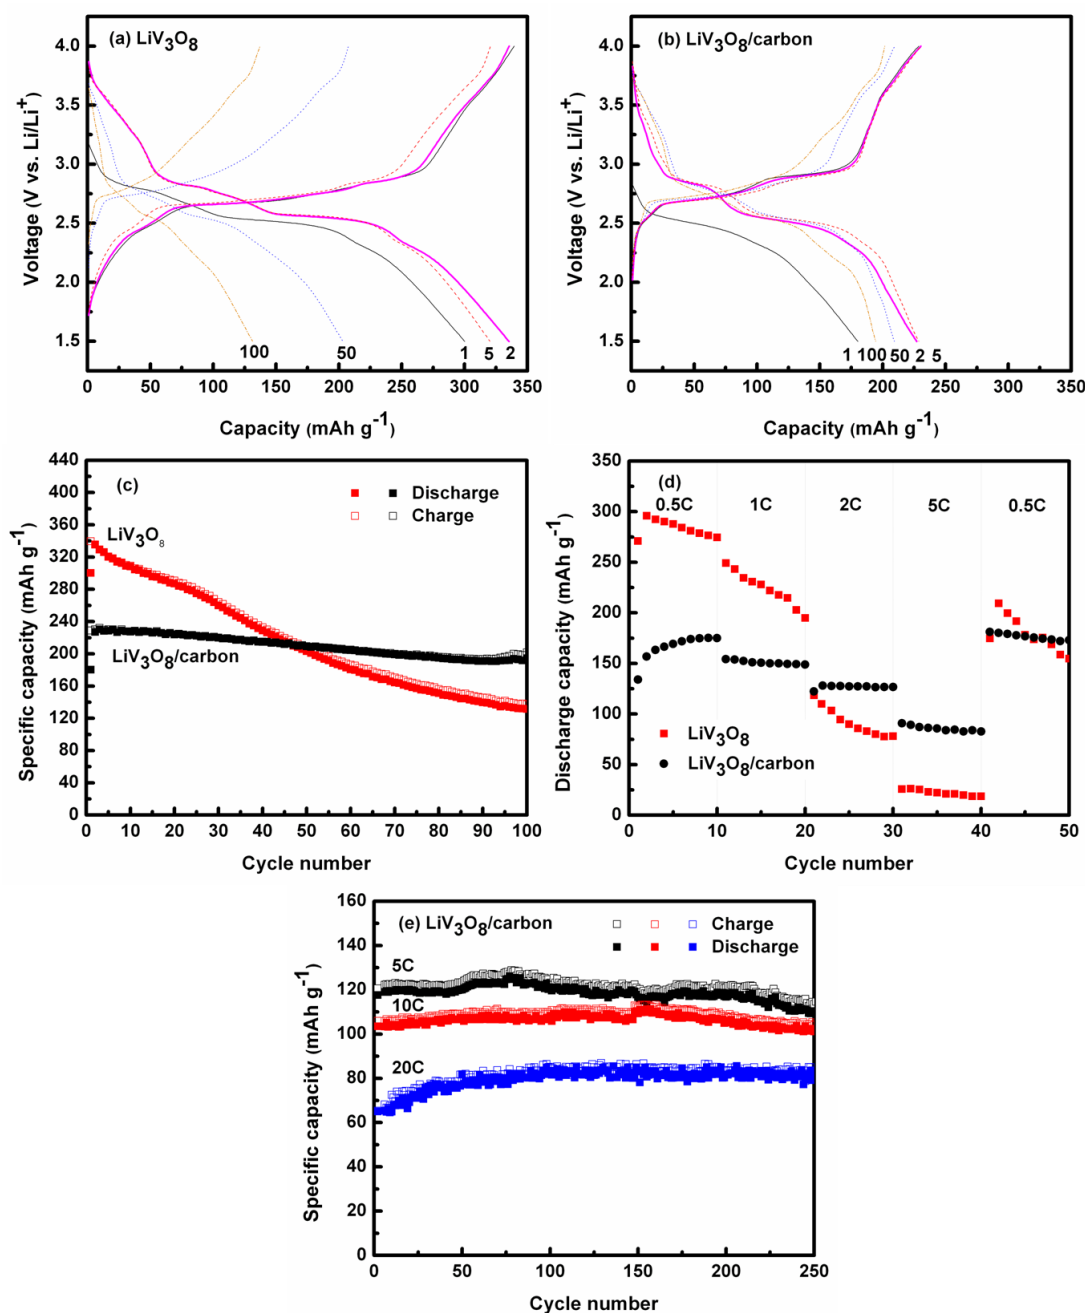 (a) LiV3O8
4.0
3.5
3.0
2.5
2.0
1.5
Voltage (V vs. Li/Li+)
100 50 1 5 2
0 50 100 150 200 250 300 350
Capacity (mAh g-1)
(b) LiV3O8/carbon
4.0
3.5
3.0
2.5
2.0
1.5
Voltage (V vs. Li/Li+)
1 100 50 2 5
0 50 100 150 200 250 300 350
Capacity (mAh g-1)
(c)
Discharge
Charge
LiV3O8
LiV3O8/carbon
440
400
360
320
280
240
200
160
120
80
40
0
Specific capacity (mAh g-1)
0 10 20 30 40 50 60 70 80 90 100
Cycle number
(d)
0.5C 1C 2C 5C 0.5C
LiV3O8
LiV3O8/carbon
350
300
250
200
150
100
50
0
Discharge capacity (mAh g-1)
0 10 20 30 40 50
Cycle number
(e) LiV3O8/carbon
Charge
Discharge
5C
10C
20C
160
140
120
100
80
60
40
20
0
Specific capacity (mAh g-1)
0 50 100 150 200 250
Cycle number